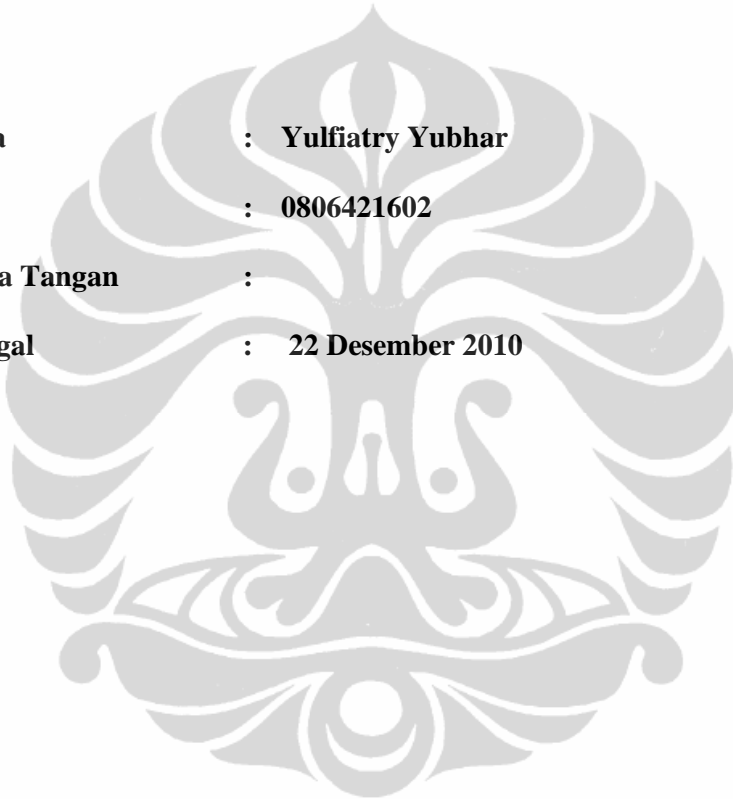 a : Yulfiatry Yubhar
: 0806421602
a Tangan :
gal : 22 Desember 2010